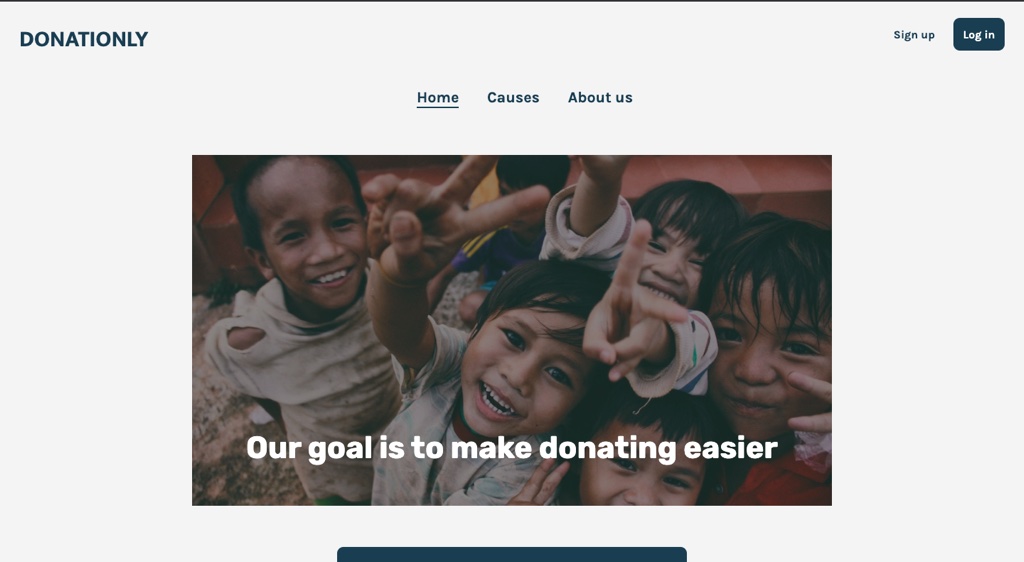 DONATIONLY
Sign up
Log in
Home
Causes
About us
Our goal is to make donating easier